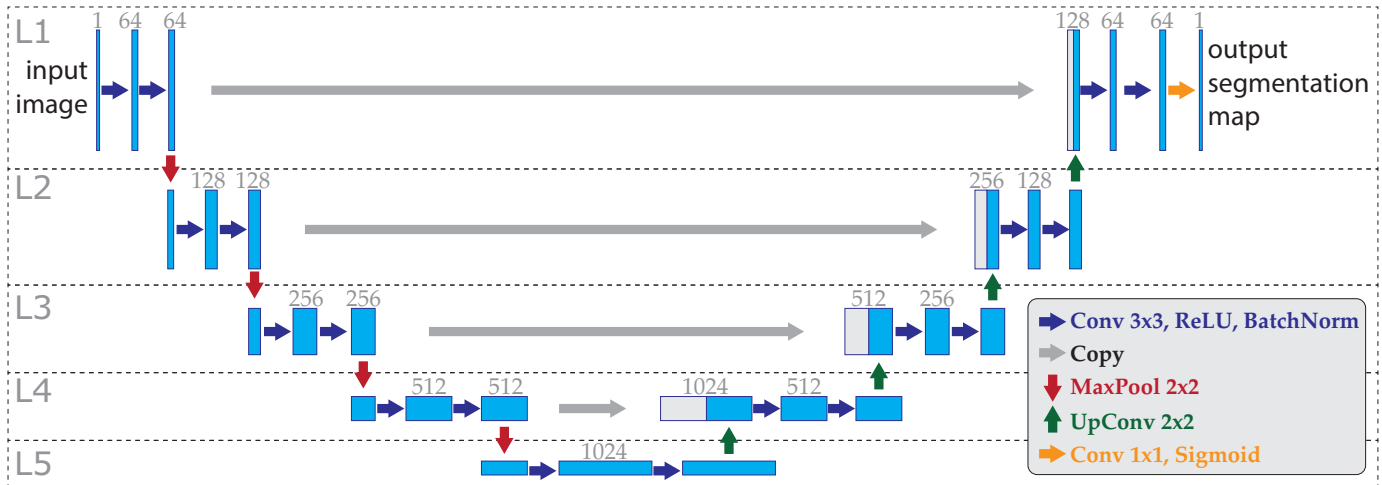 L1
1 64 64
input
image
128 64 64 1
output
segmentation
map
L2
128 128
256 128
L3
256 256
512 256
L4
512 512
1024 512
L5
1024
Conv 3x3, ReLU, BatchNorm
Copy
MaxPool 2x2
UpConv 2x2
Conv 1x1, Sigmoid